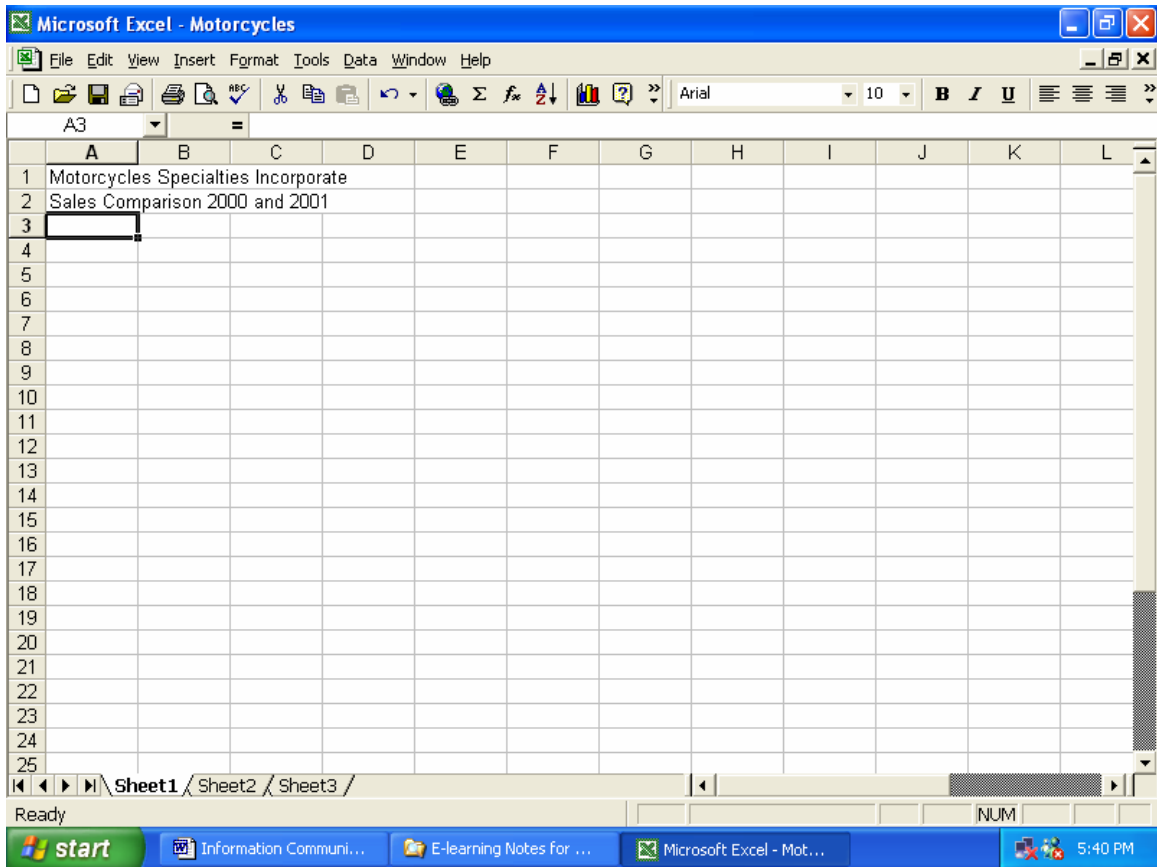 Microsoft Excel - Motorcycles
File Edit View Insert Format Tools Data Window Help
ABC Σ fx A Z Arial 10 B I U
A3 =
A B C D E F G H I J K L
1 Motorcycles Specialties Incorporate
2 Sales Comparison 2000 and 2001
3
4
5
6
7
8
9
10
11
12
13
14
15
16
17
18
19
20
21
22
23
24
25
Sheet1 Sheet2 Sheet3
Ready NUM
start Information Communi... E-learning Notes for ... Microsoft Excel - Mot... 5:40 PM